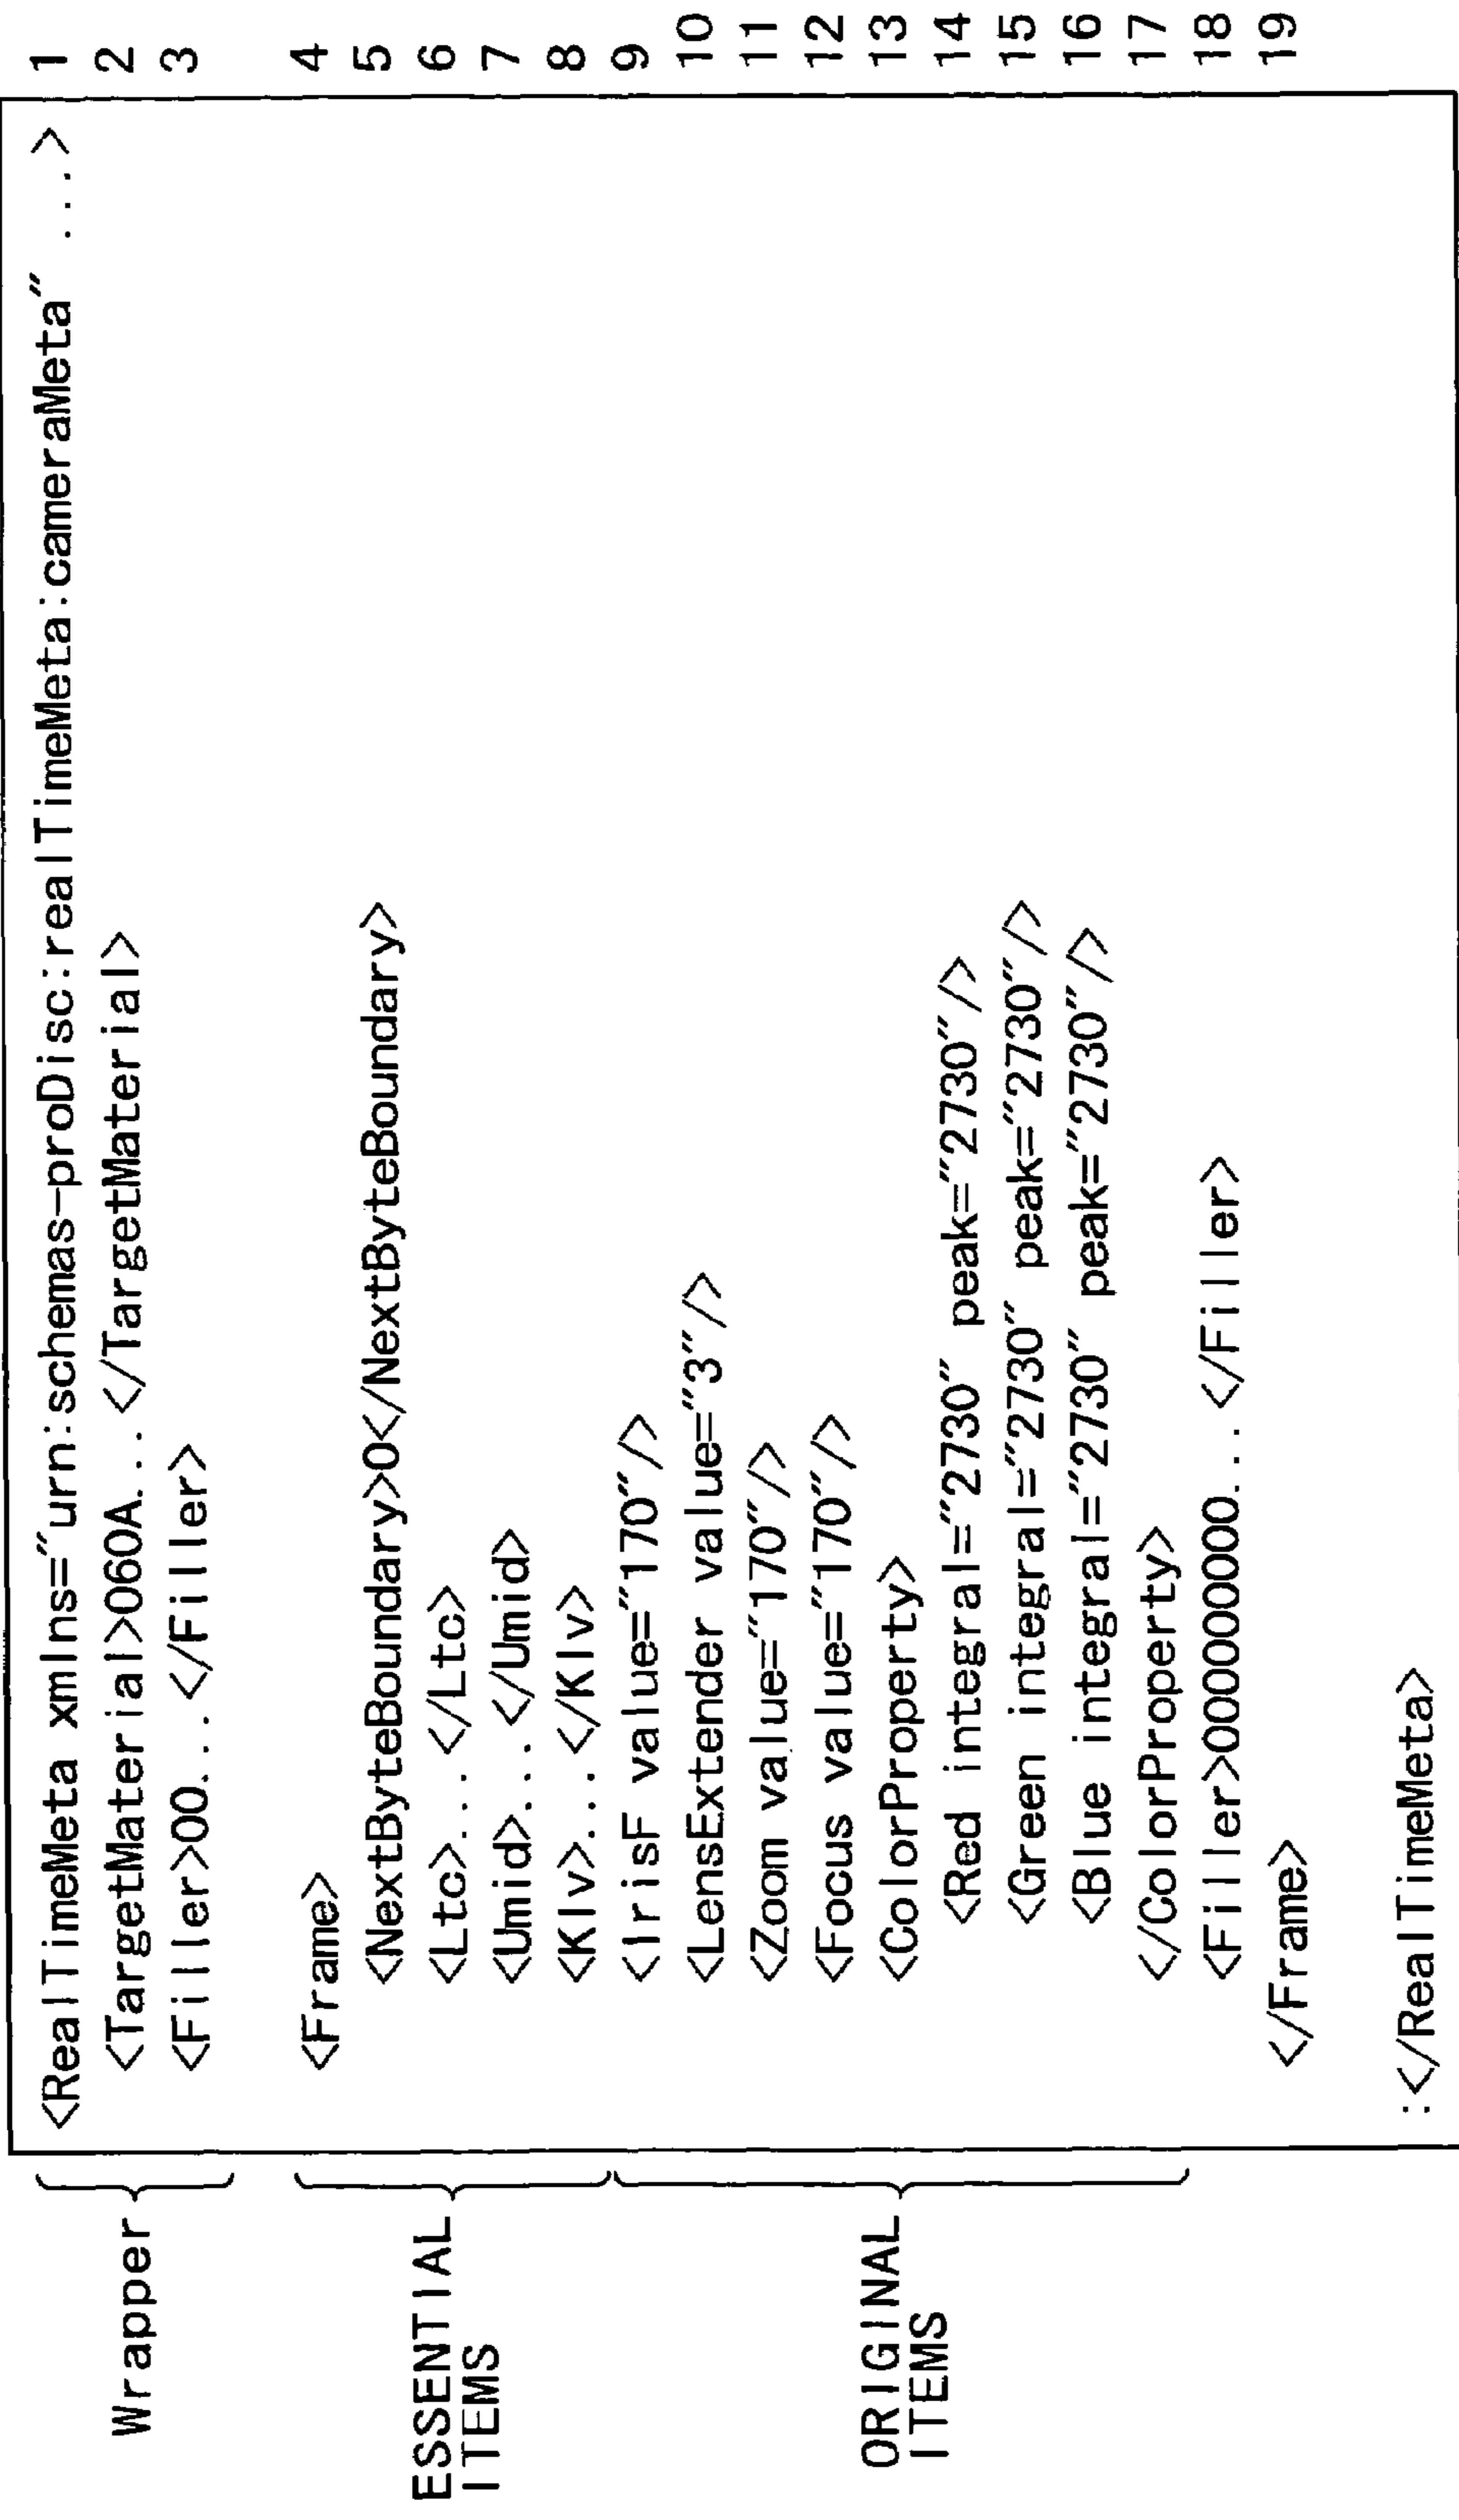 Wrapper
<RealTimeMeta xmlns="urn:schemas-proDisc:realTimeMeta:cameraMeta" ...> 1
<TargetMaterial>060A...</TargetMaterial> 2
<Filler>00...</Filler> 3
ESSENTIAL
ITEMS
<Frame> 4
<NextByteBoundary>0</NextByteBoundary> 5
<Ltc>...</Ltc> 6
<Umid>...</Umid> 7
<Klv>...</Klv> 8
ORIGINAL
ITEMS
<IrisF value="170"/> 9
<LensExtender value="3"/> 10
<Zoom value="170"/> 11
<Focus value="170"/> 12
<ColorProperty> 13
<Red integral="2730" peak="2730"/> 14
<Green integral="2730" peak="2730"/> 15
<Blue integral="2730" peak="2730"/> 16
</ColorProperty> 17
<Filler>00000000...</Filler> 18
</Frame> 19
:</RealTimeMeta>